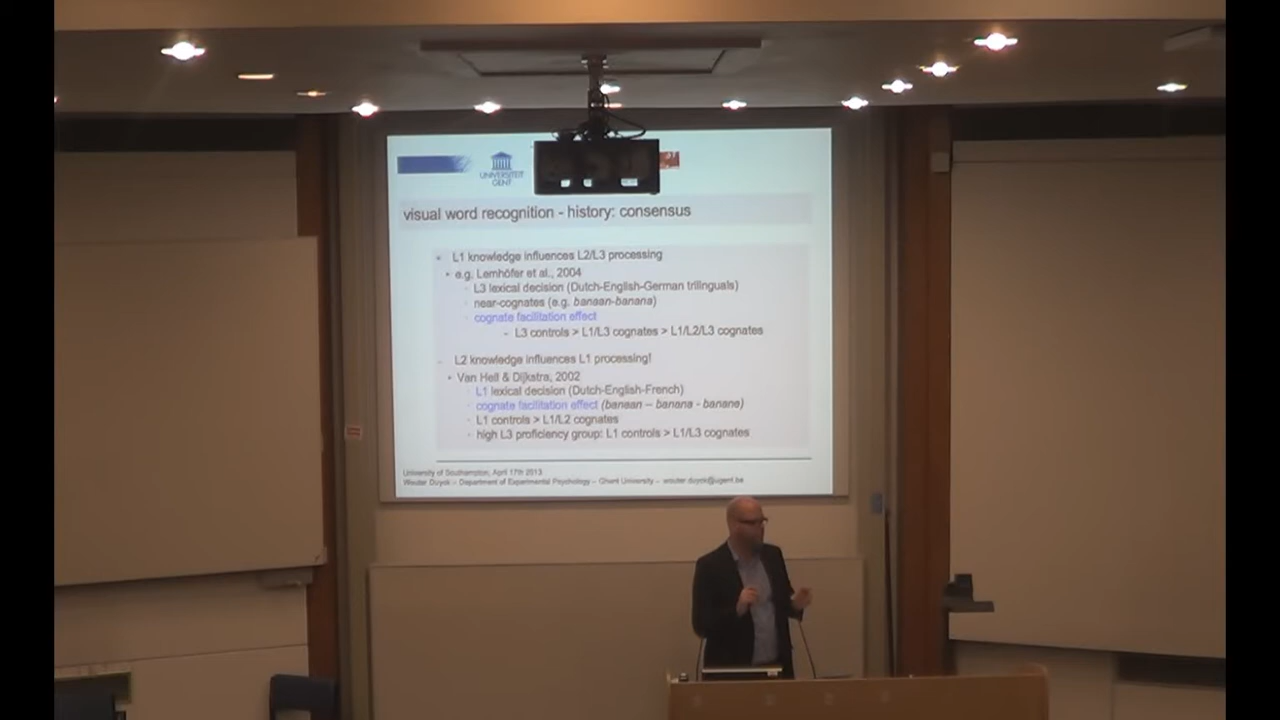 UNIVERSITEIT
GENT
visual word recognition - history: consensus
L1 knowledge influences L2/L3 processing
e.g. Lemhöfer et al., 2004
L3 lexical decision (Dutch-English-German trilinguals)
near-cognates (e.g. banaan-banana)
cognate facilitation effect
- L3 controls > L1/L3 cognates > L1/L2/L3 cognates
L2 knowledge influences L1 processing!
Van Hell & Dijkstra, 2002
L1 lexical decision (Dutch-English-French)
cognate facilitation effect (banaan – banana - banane)
L1 controls > L1/L2 cognates
high L3 proficiency group: L1 controls > L1/L3 cognates
University of Southampton, April 17th 2013
Wouter Duyck – Department of Experimental Psychology – Ghent University – wouter.duyck@ugent.be